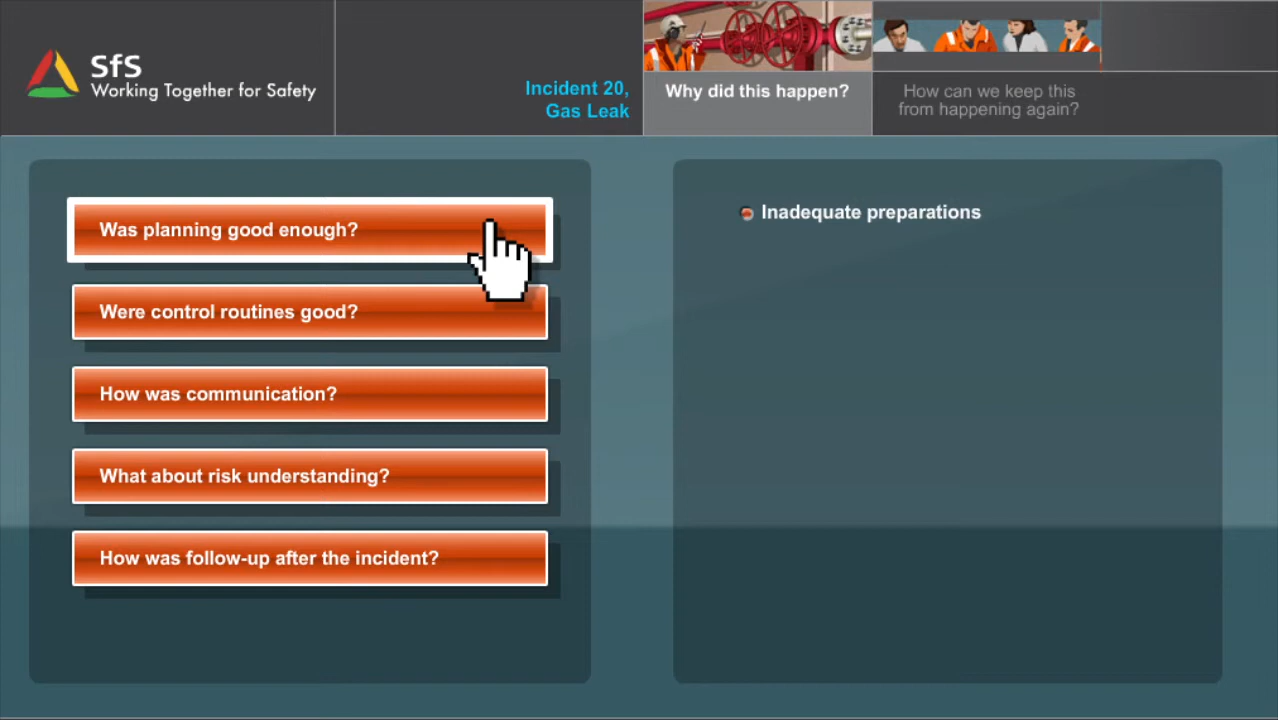 SfS
Working Together for Safety
Incident 20,
Gas Leak
Why did this happen?
How can we keep this
from happening again?
Was planning good enough?
Were control routines good?
How was communication?
What about risk understanding?
How was follow-up after the incident?
Inadequate preparations